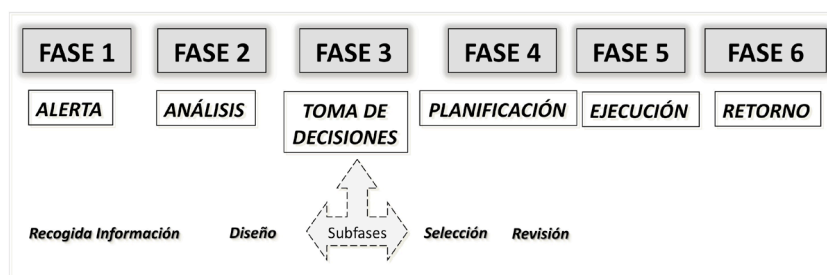 FASE 1 FASE 2 FASE 3 FASE 4 FASE 5 FASE 6
ALERTA ANÁLISIS TOMA DE DECISIONES PLANIFICACIÓN EJECUCIÓN RETORNO
Recogida Información Diseño Subfases Selección Revisión